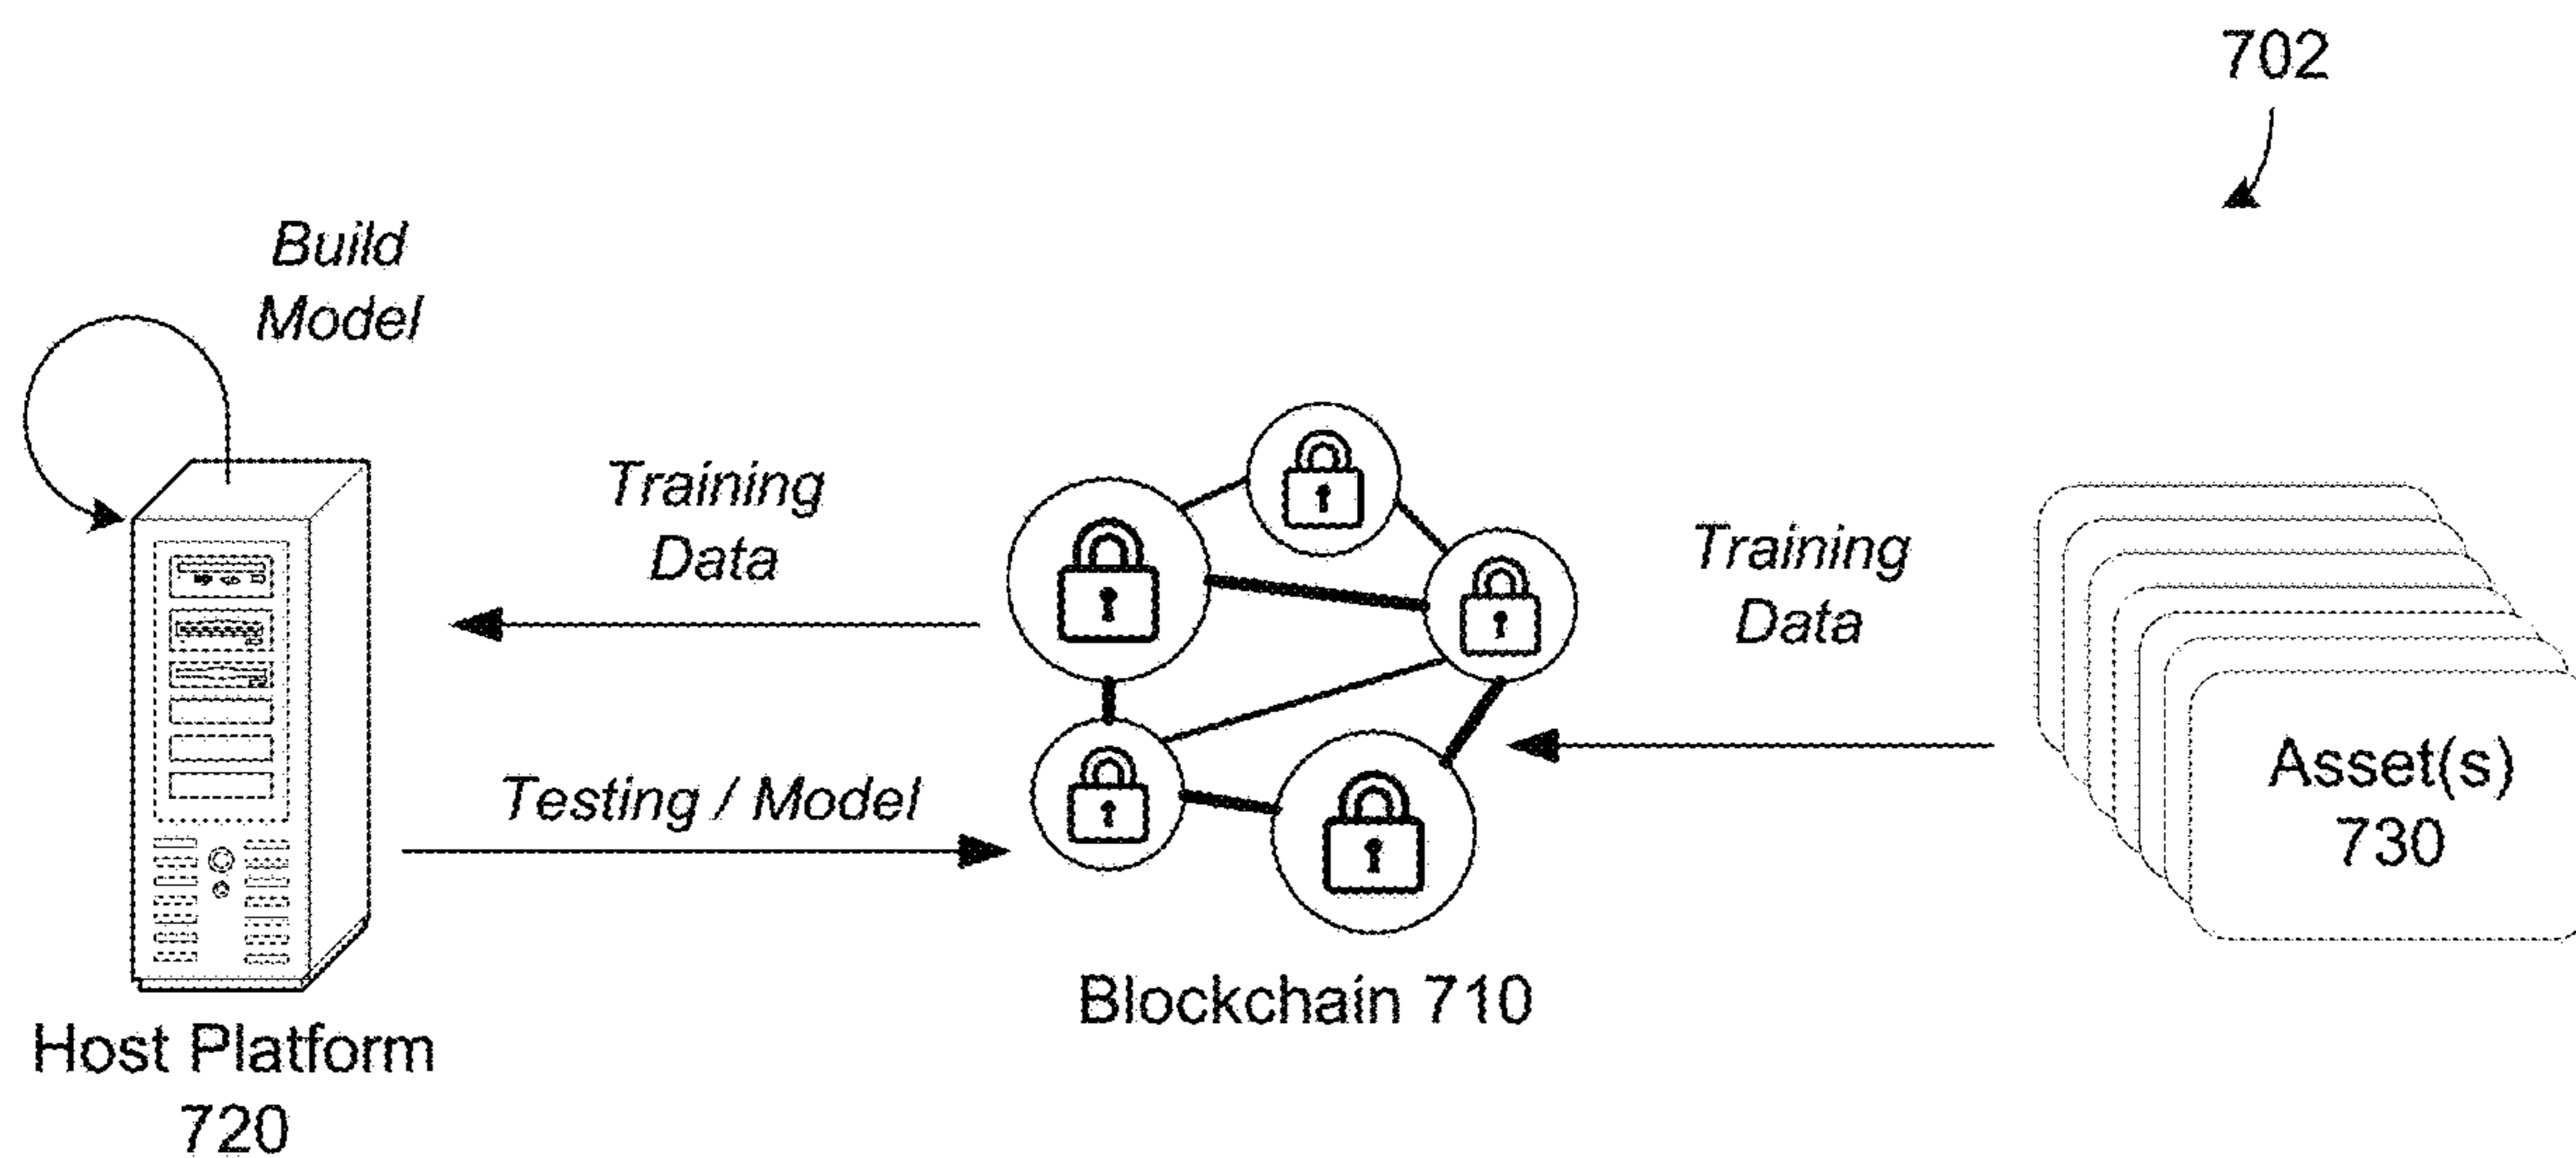 702
Build
Model
Training
Data
Training
Data
Testing / Model
Asset(s)
730
Blockchain 710
Host Platform
720